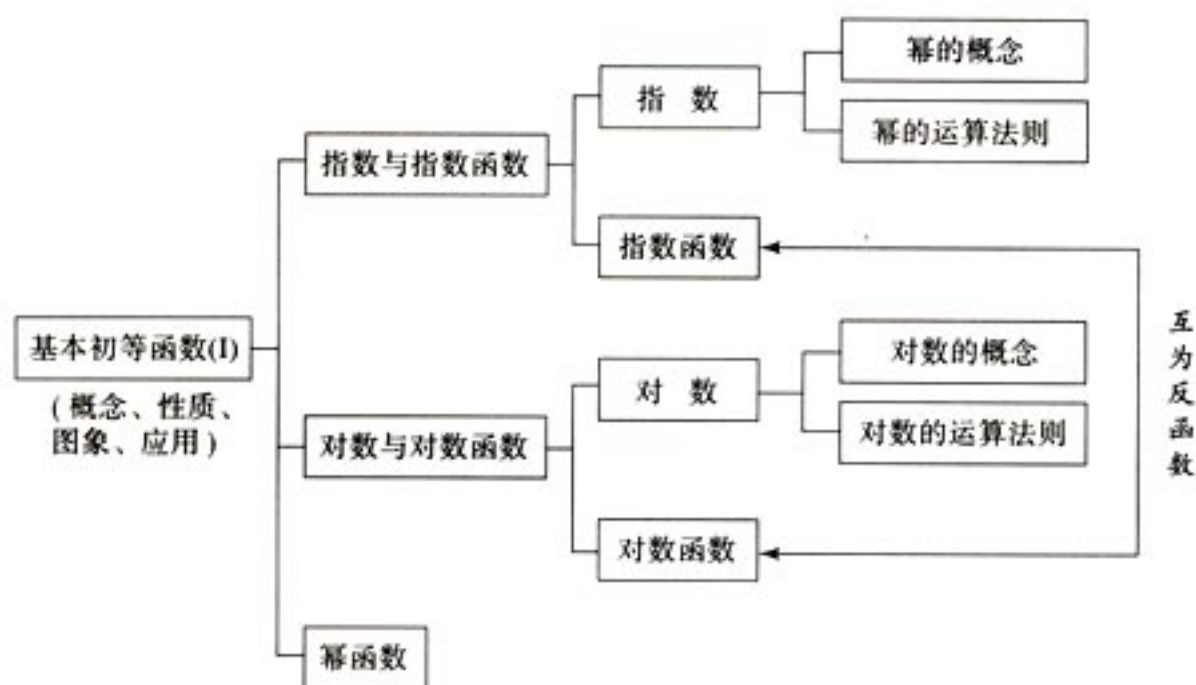 幂的概念
指 数
幂的运算法则
指数与指数函数
指数函数
基本初等函数(I)
(概念、性质、
图象、应用)
对数的概念
对 数
对数的运算法则
对数与对数函数
对数函数
幂函数
互
为
反
函
数